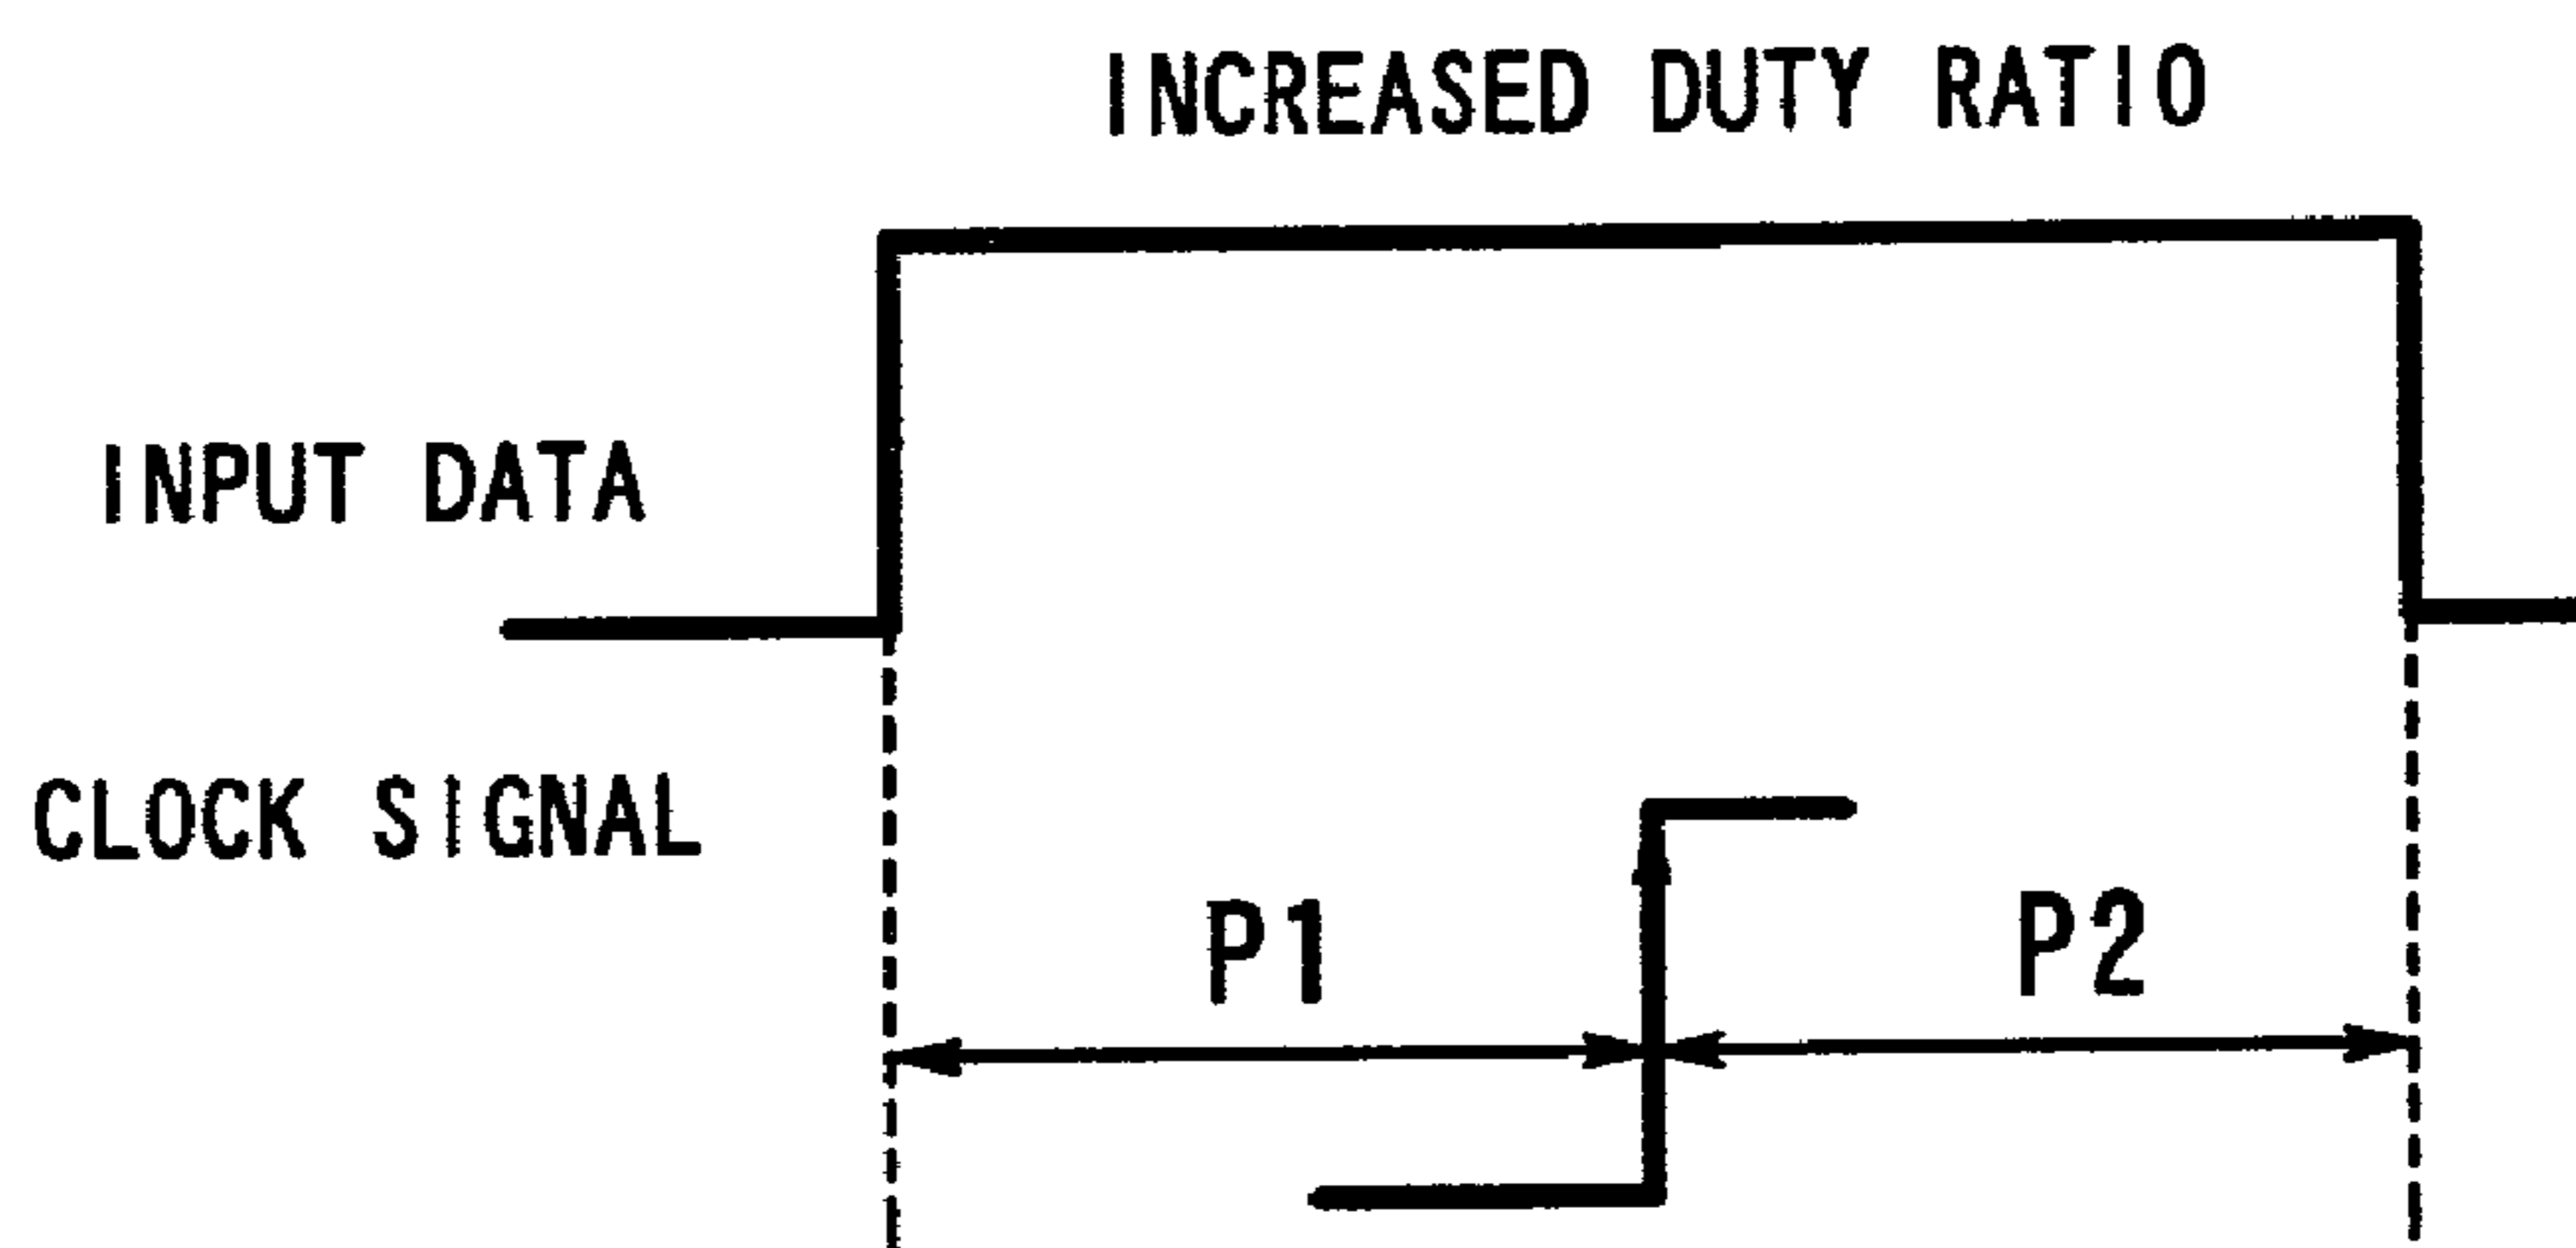 INCREASED DUTY RATIO
INPUT DATA
CLOCK SIGNAL
P1
P2